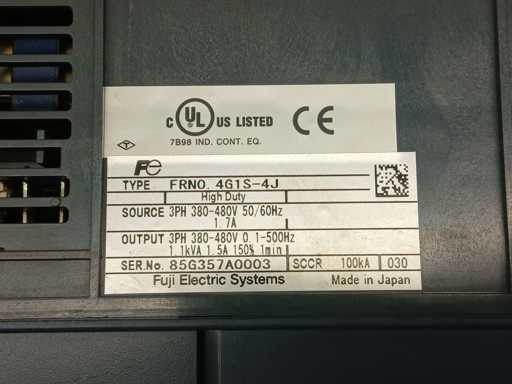 C UL US LISTED CE
7B98 IND. CONT. EQ.
Fe
TYPE FRN0. 4G1S-4J
High Duty
SOURCE 3PH 380-480V 50/60Hz
1. 7A
OUTPUT 3PH 380-480V 0. 1-500Hz
1. 1kVA 1. 5A 150% 1min
SER.No. 85G357A0003 SCCR 100kA 030
Fuji Electric Systems Made in Japan